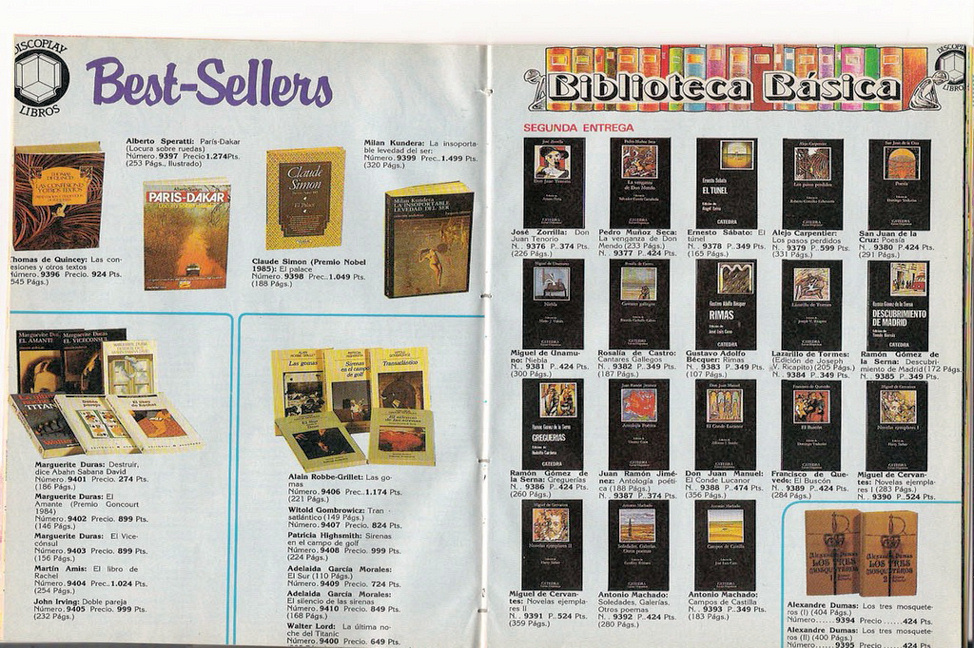 DISCOPLAY
LIBROS
Best-Sellers
Alberto Speratti: París-Dakar
(Locura sobre ruedas)
Número. 9397 Precio 1.274 Pts.
(253 Págs., Ilustrado)
Milan Kundera: La insoporta-
ble levedad del ser:
Número. 9399 Prec. 1.499 pts.
(320 Págs.)
PARIS-DAKAR
Claude
Simon
Thomas de Quincey: Las con-
esiones y otros textos
Número. 9396 Precio. 924 Pts.
545 Págs.)
Claude Simon (Premio Nobel
1985): El palace
Número. 9398 Prec..1.049 pts.
(188 Págs.)
Milan Kundera
LA INSOPORTABLE
LEVEDAD DEL SER
Marguerite Duras: Destruir,
dice Abahn Sabana David
Número. 9401 Precio. 274 Pts.
(186 Págs.)
Marguerite Duras: El
Amante (Premio Goncourt
1984)
Número. 9402 Precio 899 Pts.
(146 Págs.)
Marguerite Duras: El Vice-
cónsul
Número. 9403 Precio. 899 Pts.
(156 Págs.)
Martin Amis: El libro de
Rachel
Número. 9404 Prec..1.024 Pts.
(254 Págs.)
John Irving: Doble pareja
Número. 9405 Precio. 999 Pts.
(232 Págs.)
Alain Robbe-Grillet: Las go-
mas
Número. 9406 Prec..1.174 Pts.
(221 Págs.)
Witold Gombrowicz: Tran
satlántico (149 Págs.)
Número. 9407 Precio. 824 Pts.
Patricia Highsmith: Sirenas
en el campo de golf
Número. 9408 Precio. 999 Pts.
(224 Págs.)
Adelaida García Morales:
El Sur (110 Págs.)
Número. 9409 Precio. 724 Pts.
Adelaida García Morales:
El silencio de las sirenas
Número. 9410 Precio. 849 Pts.
(168 Págs.)
Walter Lord: La última no-
che del Titanic
Número. 9400 Precio. 649 Pts.
Biblioteca Básica
SEGUNDA ENTREGA
José Zorrilla: Don
Juan Tenorio
N. . 9376 P. 374 Pts.
(226 Págs.)
Pedro Muñoz Seca:
La venganza de Don
Mendo (233 Págs.)
N. . 9377 P. 424 Pts.
EL TUNEL
CATEDRA
Ernesto Sábato: El
túnel
N. . 9378 P. .349 Pts.
(165 Págs.)
Alejo Carpentier:
Los pasos perdidos
N. . 9379 P. 599 Pts.
(331 Págs.)
San Juan de la
Cruz: Poesía
N. . 9380 P. 424 Pts.
(291 Págs.)
Miguel de Unamu-
no: Niebla
N. . 9381 P. 424 Pts.
(300 Págs.)
Rosalía de Castro:
Cantares Gallegos
N. . 9382 P. .349 Pts.
(187 Págs.)
RIMAS
CATEDRA
Gustavo Adolfo
Bécquer: Rimas
N. . 9383 P. .349 Pts.
(107 Págs.)
Lazarillo de Tormes:
(Edición de Joseph
V. Ricapito) (205 Págs.)
N. . 9384 P. .349 Pts.
DESCUBRIMIENTO
DE MADRID
CATEDRA
Ramón Gómez de
la Serna: Descubri-
miento de Madrid (172 Págs.
N. . 9385 P. .349 Pts.
GREGUERIAS
CATEDRA
Ramón Gómez de
la Serna: Greguerías
N. . 9386 P. .424 Pts.
(260 Págs.)
Juan Ramón Jimé-
nez: Antología poéti-
ca (188 Págs.)
N. . 9387 P. 374 Pts.
Don Juan Manuel:
El Conde Lucanor
N. . 9388 P. .474 Pts.
(356 Págs.)
Francisco de Que-
vedo: El Buscón
N. . 9389 P. .424 Pts.
(284 Págs.)
Miguel de Cervan-
tes: Novelas ejempla-
res I (283 Págs.)
N. . 9390 P..524 Pts.
Miguel de Cervan-
tes: Novelas ejempla-
res II
N. . 9391 P. .524 Pts.
(359 Págs.)
Antonio Machado:
Soledades, Galerías,
Otros poemas
N. . 9392 P. .424 Pts.
(280 Págs.)
Antonio Machado:
Campos de Castilla
N. . 9393 P. .349 Pts.
(183 Págs.)
Alexandre Dumas: Los tres mosquete-
ros (I) (404 Págs.)
Número......9394 Precio .....424 Pts.
Alexandre Dumas: Los tres mosquete-
ros (II) (400 Págs.)
Número......9395 Precio......424 Pts.